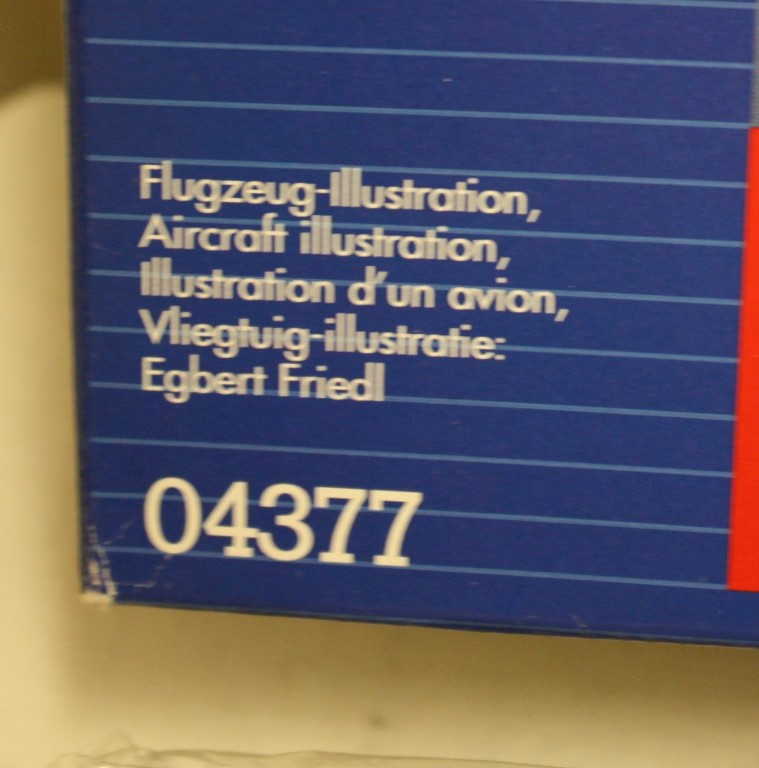 Flugzeug-Illustration,
Aircraft illustration,
Illustration d'un avion,
Vliegtuig-illustratie:
Egbert Friedl
04377